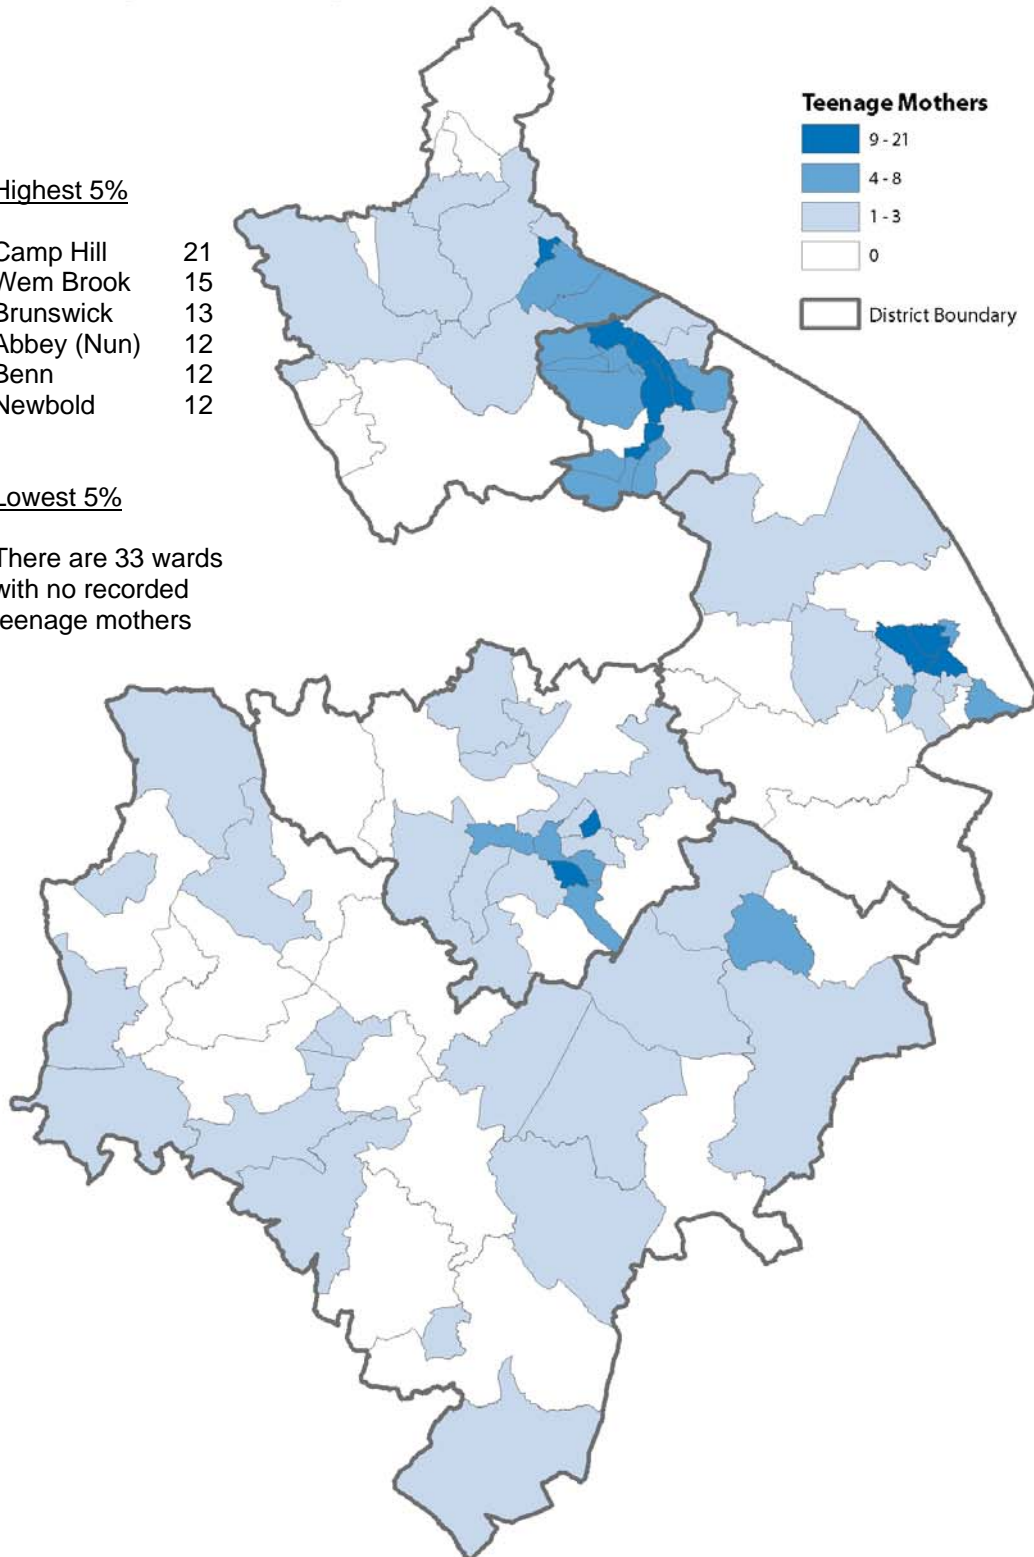 Highest 5%
Camp Hill 21
Wem Brook 15
Brunswick 13
Abbey (Nun) 12
Benn 12
Newbold 12
Lowest 5%
There are 33 wards
with no recorded
teenage mothers
Teenage Mothers
9 - 21
4 - 8
1 - 3
0
District Boundary